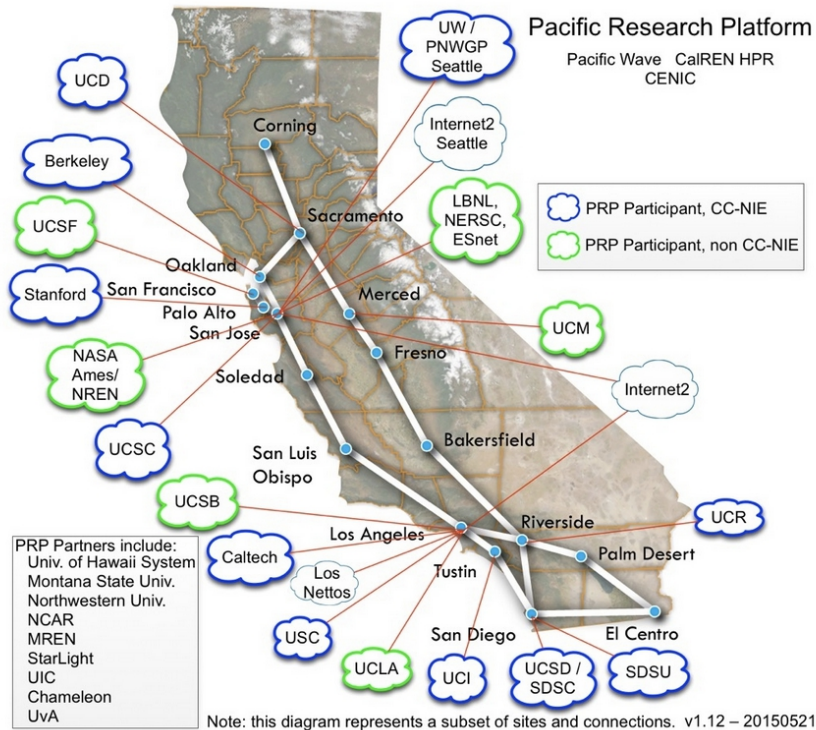 Pacific Research Platform
Pacific Wave CalREN HPR
CENIC
UW /
PNWGP
Seattle
UCD
Internet2
Seattle
Corning
Berkeley
LBNL,
NERSC,
ESnet
PRP Participant, CC-NIE
PRP Participant, non CC-NIE
UCSF
Sacramento
Oakland
Stanford
San Francisco
Palo Alto
San Jose
Merced
UCM
NASA
Ames/
NREN
Fresno
Soledad
Internet2
UCSC
Bakersfield
San Luis
Obispo
UCSB
UCR
Los Angeles
Riverside
Caltech
Palm Desert
Los
Nettos
Tustin
USC
San Diego
El Centro
UCLA
UCI
UCSD /
SDSC
SDSU
PRP Partners include:
Univ. of Hawaii System
Montana State Univ.
Northwestern Univ.
NCAR
MREN
StarLight
UIC
Chameleon
UvA
Note: this diagram represents a subset of sites and connections. v1.12 – 20150521